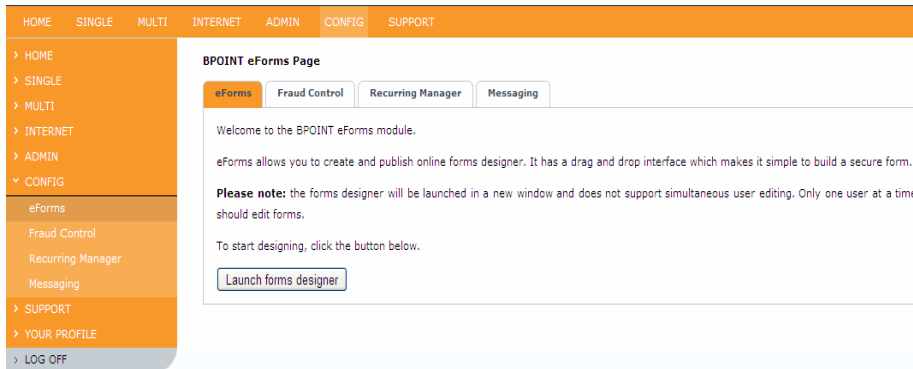 HOME SINGLE MULTI INTERNET ADMIN CONFIG SUPPORT
> HOME
> SINGLE
> MULTI
> INTERNET
> ADMIN
CONFIG
eForms
Fraud Control
Recurring Manager
Messaging
> SUPPORT
> YOUR PROFILE
> LOG OFF
BPOINT eForms Page
eForms Fraud Control Recurring Manager Messaging
Welcome to the BPOINT eForms module.
eForms allows you to create and publish online forms designer. It has a drag and drop interface which makes it simple to build a secure form.
Please note: the forms designer will be launched in a new window and does not support simultaneous user editing. Only one user at a time
should edit forms.
To start designing, click the button below.
Launch forms designer